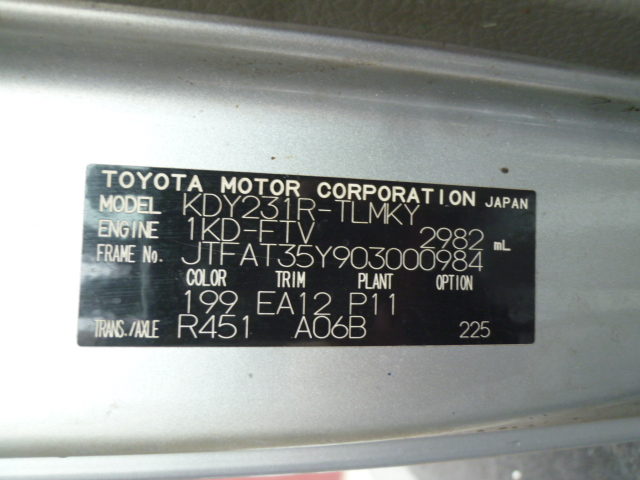 TOYOTA MOTOR CORPORATION JAPAN
MODEL KDY231R-TLMKY
ENGINE 1KD-FTV 2982 mL
FRAME No. JTFAT35Y903000984
COLOR TRIM PLANT OPTION
199 EA12 P11
TRANS./AXLE R451 A06B 225